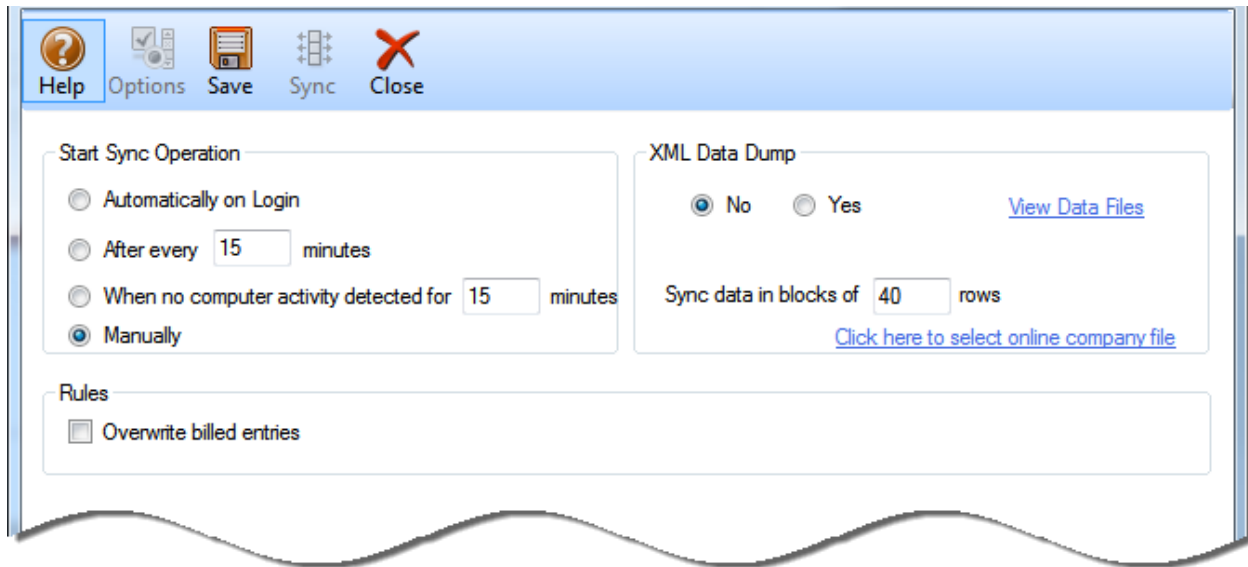 Help Options Save Sync Close
Start Sync Operation
Automatically on Login
After every 15 minutes
When no computer activity detected for 15 minutes
Manually
XML Data Dump
No Yes View Data Files
Sync data in blocks of 40 rows
Click here to select online company file
Rules
Overwrite billed entries